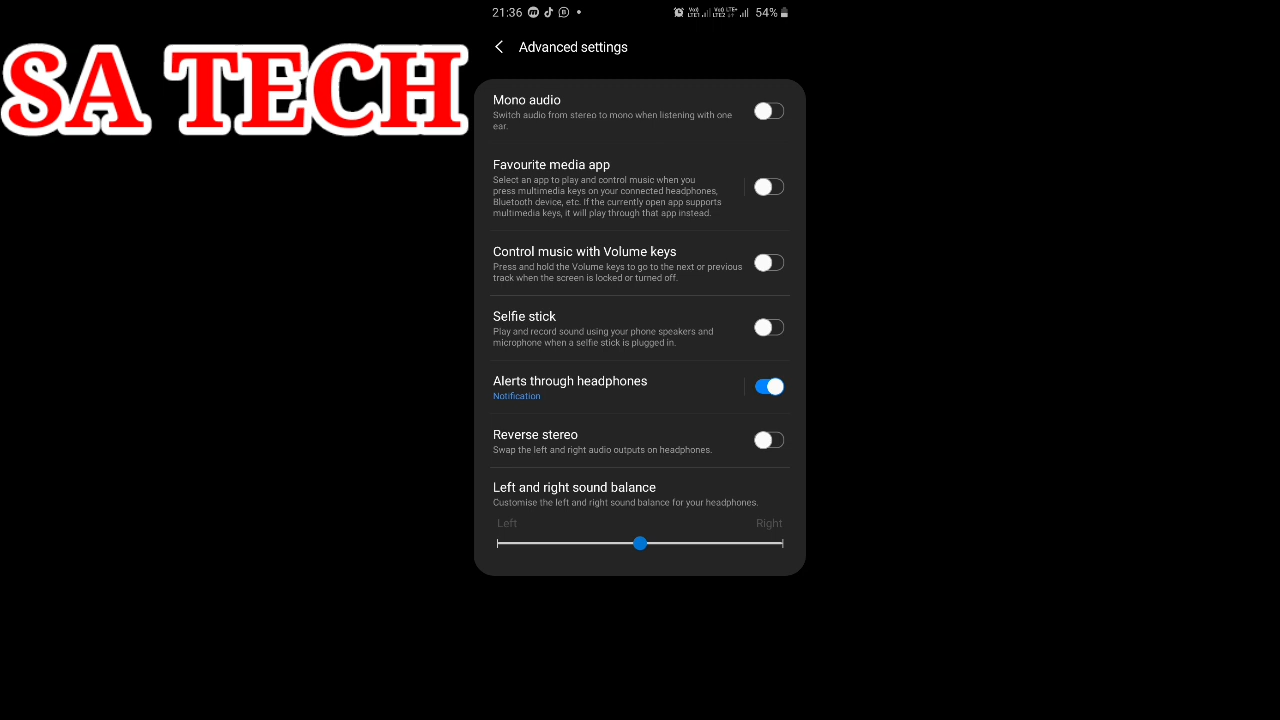 21:36
54%
Advanced settings
SA TECH
Mono audio
Switch audio from stereo to mono when listening with one
ear.
Favourite media app
Select an app to play and control music when you
press multimedia keys on your connected headphones,
Bluetooth device, etc. If the currently open app supports
multimedia keys, it will play through that app instead.
Control music with Volume keys
Press and hold the Volume keys to go to the next or previous
track when the screen is locked or turned off.
Selfie stick
Play and record sound using your phone speakers and
microphone when a selfie stick is plugged in.
Alerts through headphones
Notification
Reverse stereo
Swap the left and right audio outputs on headphones.
Left and right sound balance
Customise the left and right sound balance for your headphones.
Left
Right